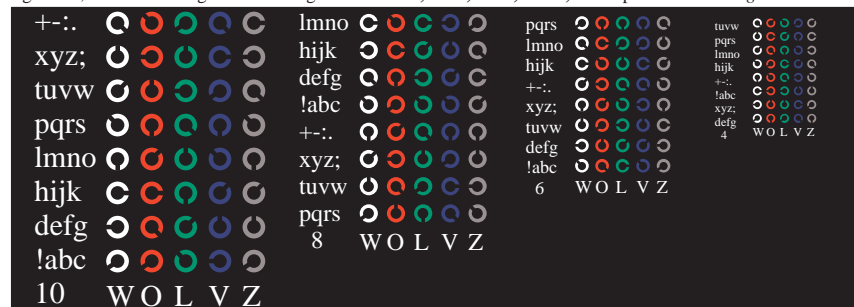 +-:.
xyz;
tuvw
pqrs
lmno
hijk
defg
!abc
10 W O L V Z
lmno
hijk
defg
!abc
+-:.
xyz;
tuvw
pqrs
8 W O L V Z
pqrs
lmno
hijk
+-:.
xyz;
tuvw
defg
!abc
6 W O L V Z
tuvw
pqrs
lmno
hijk
+-:.
!abc
xyz;
defg
4 W O L V Z